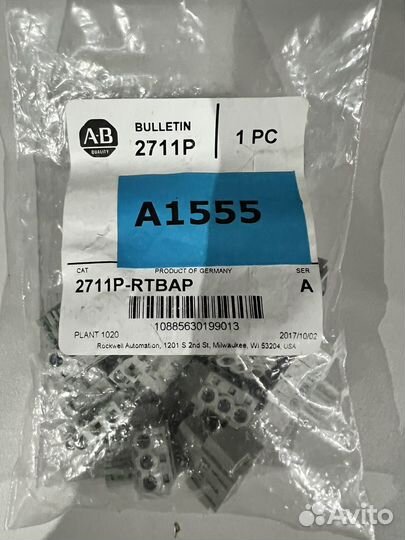 A-B
QUALITY
BULLETIN
2711P
1 PC
A1555
CAT
PRODUCT OF GERMANY
SER
2711P-RTBAP
A
10885630199013
PLANT 1020
2017/10/02
Rockwell Automation, 1201 S 2nd St, Milwaukee, WI 53204, USA
Avito